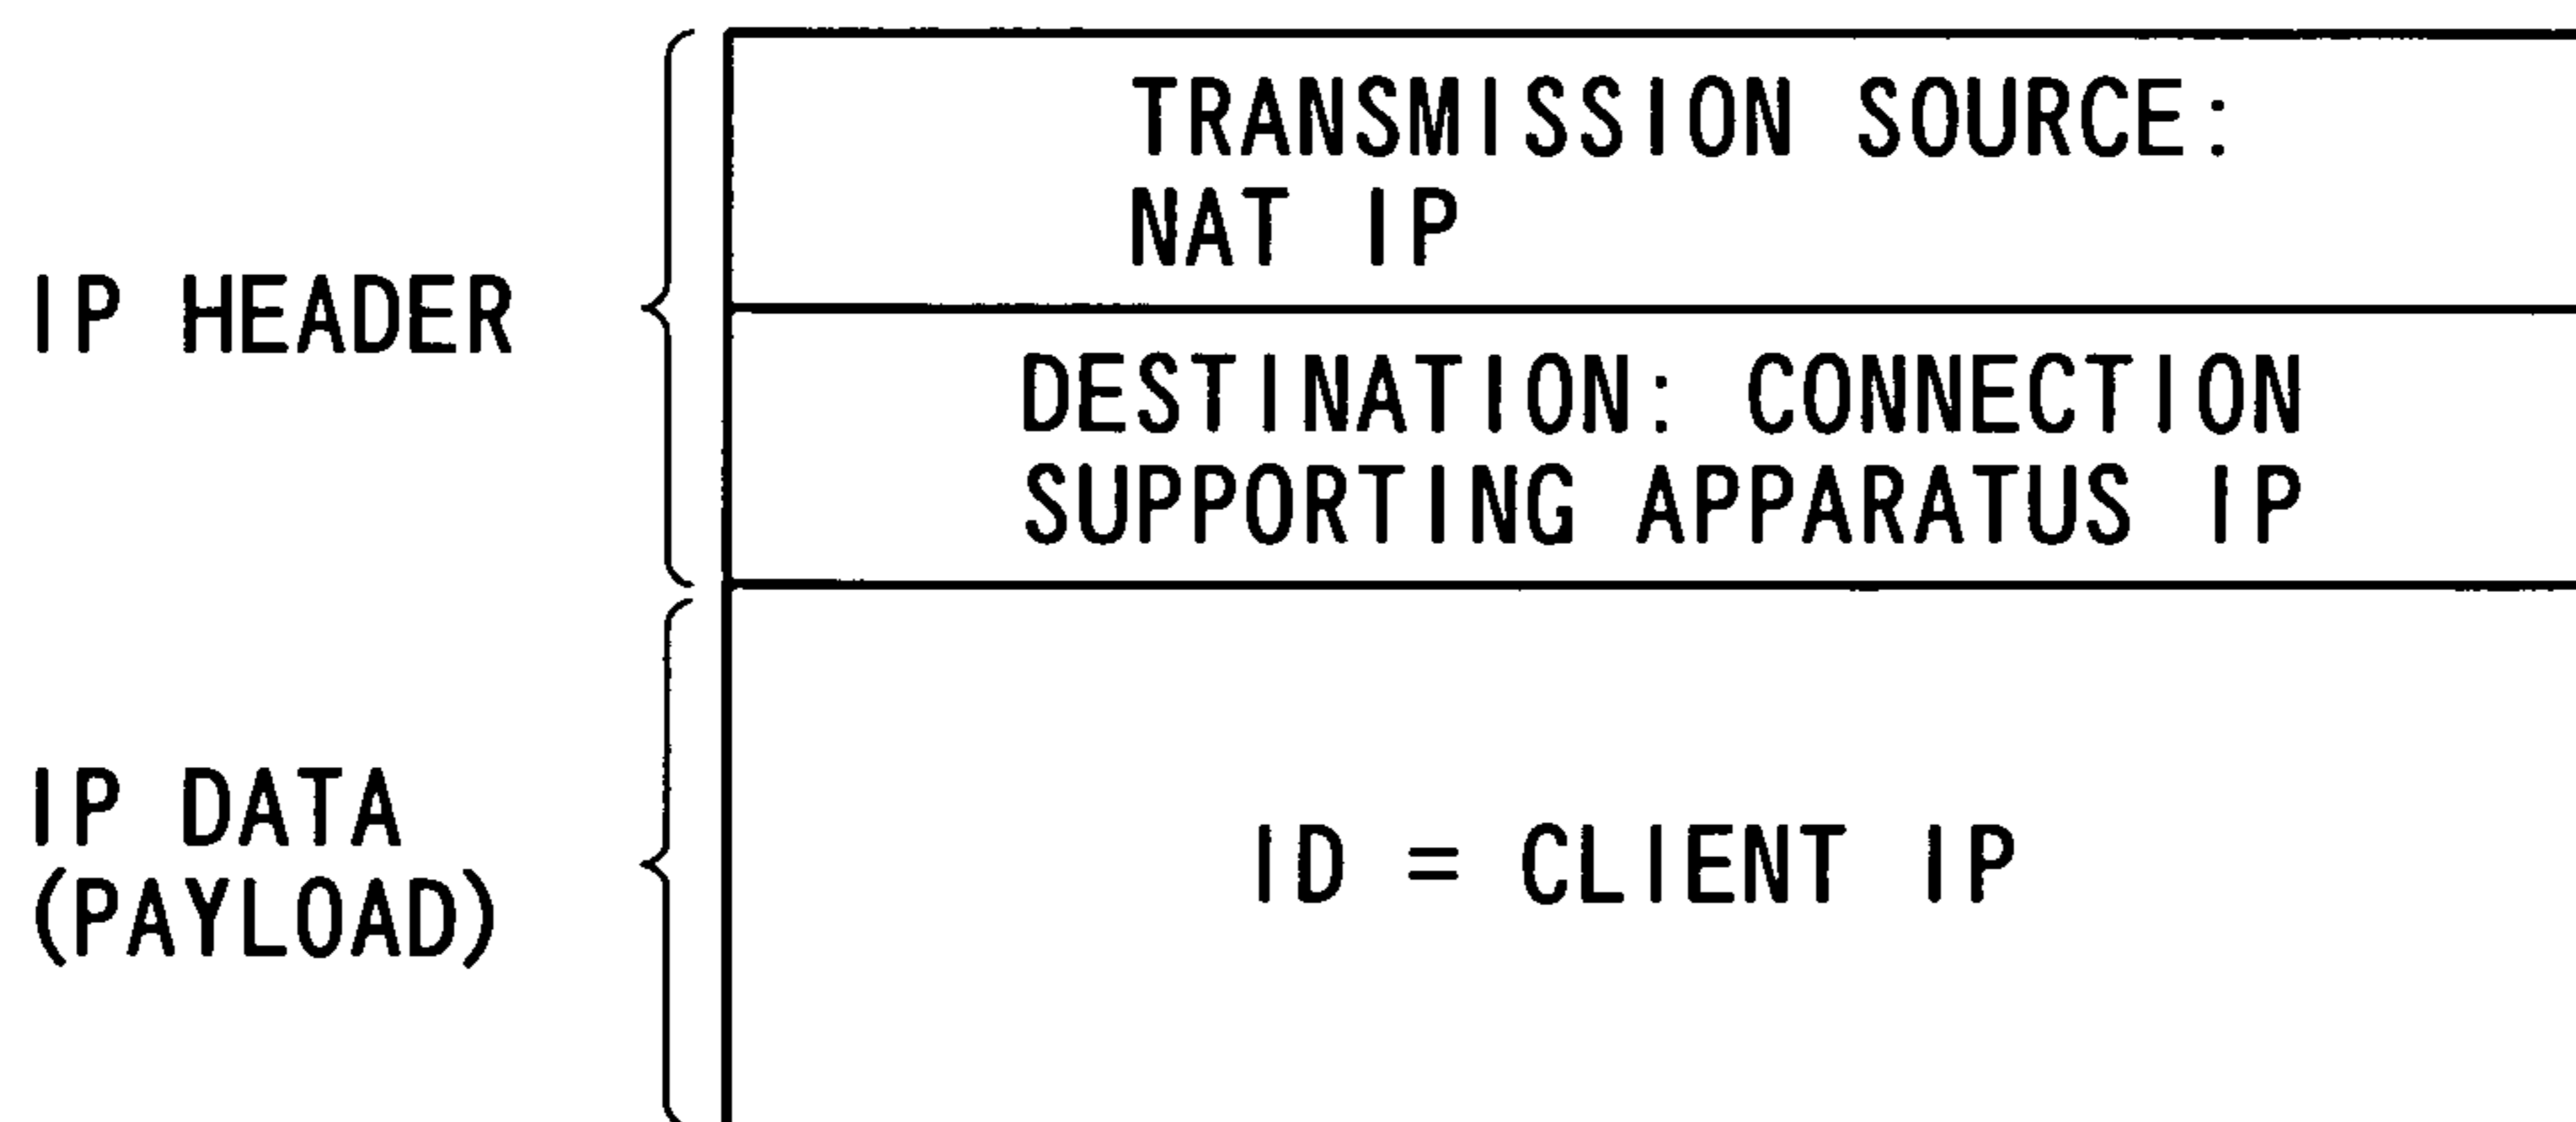 TRANSMISSION SOURCE:
NAT IP
IP HEADER
DESTINATION: CONNECTION
SUPPORTING APPARATUS IP
IP DATA
(PAYLOAD)
ID = CLIENT IP